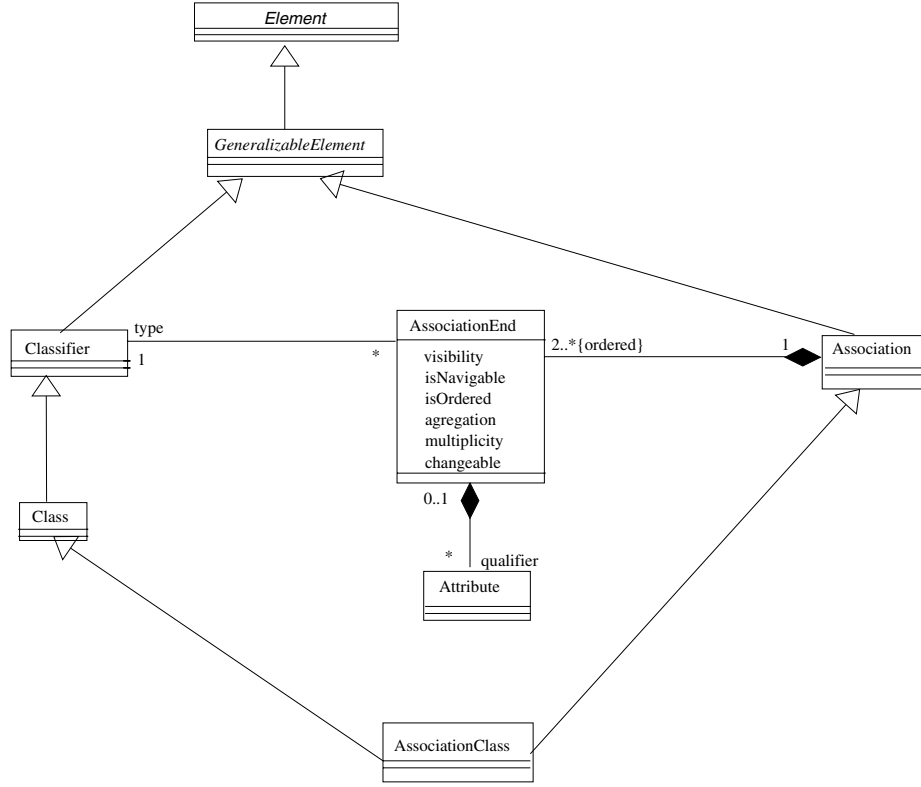 Element
GeneralizableElement
type
Classifier
1
*
AssociationEnd
visibility
isNavigable
isOrdered
agregation
multiplicity
changeable
2..*{ordered}
1
Association
0..1
*
qualifier
Class
Attribute
AssociationClass